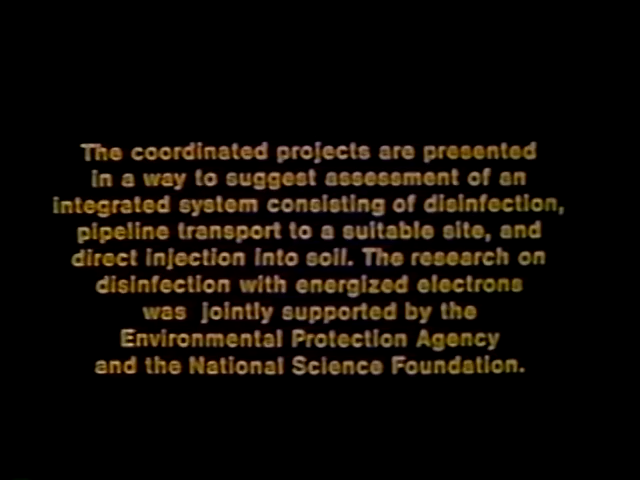 The coordinated projects are presented
in a way to suggest assessment of an
integrated system consisting of disinfection,
pipeline transport to a suitable site, and
direct injection into soil. The research on
disinfection with energized electrons
was jointly supported by the
Environmental Protection Agency
and the National Science Foundation.